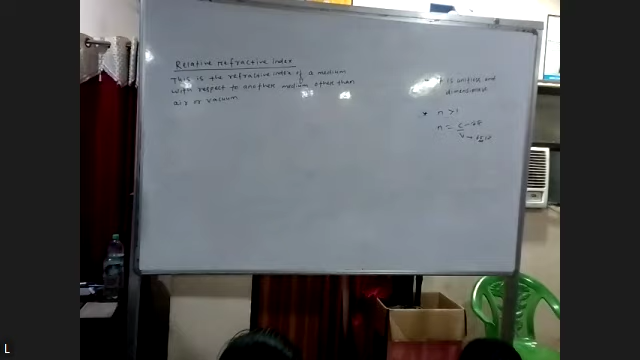 Relative Refractive Index
This is the refractive index of a medium
with respect to another medium other than
air or vacuum
* It is unitless and
dimensionless
* n >1
n = c
v
L